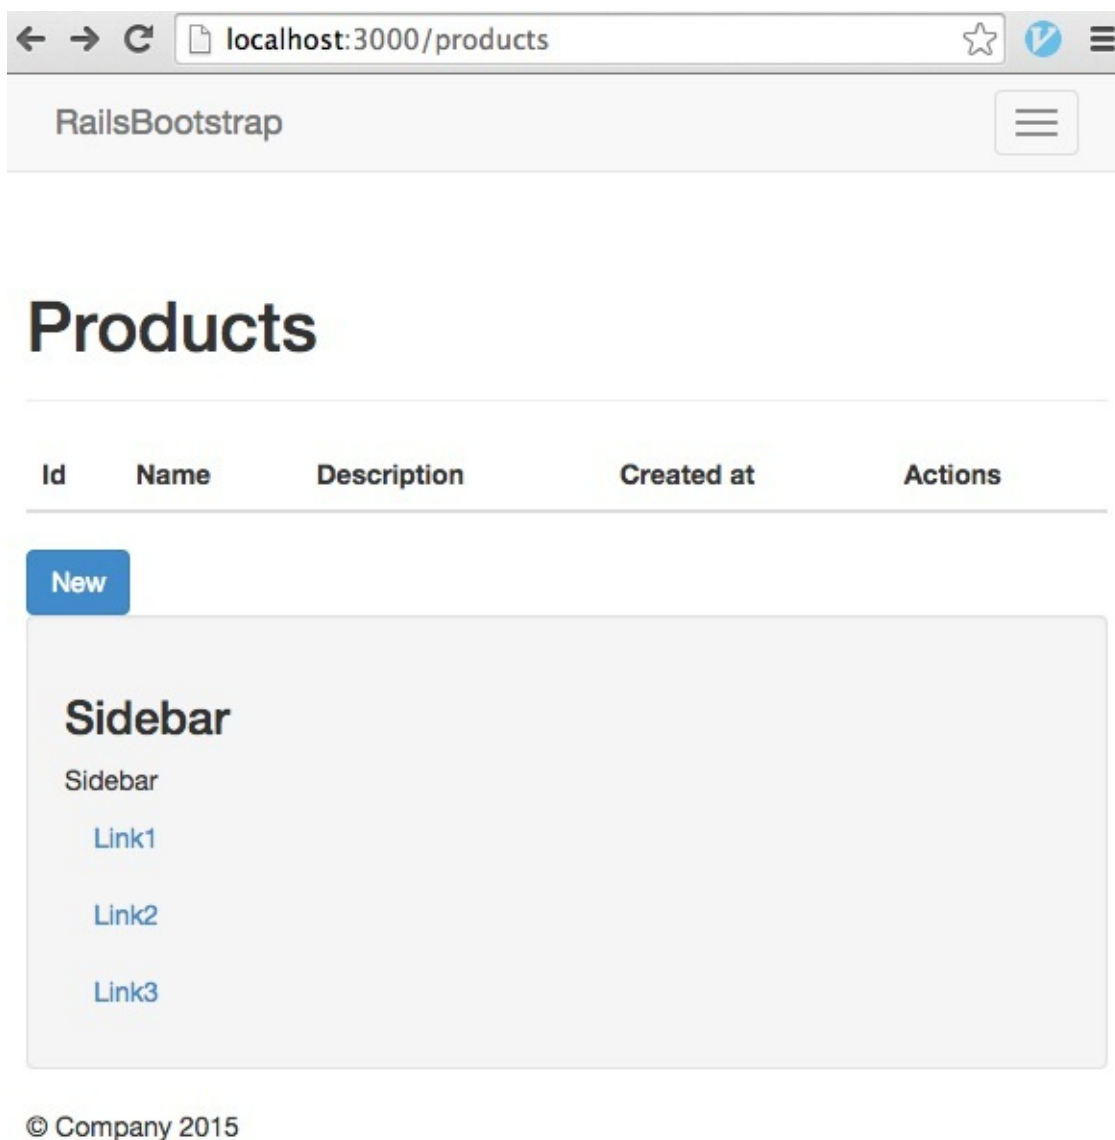 localhost:3000/products
RailsBootstrap
Products
Id Name Description Created at Actions
New
Sidebar
Sidebar
Link1
Link2
Link3
© Company 2015